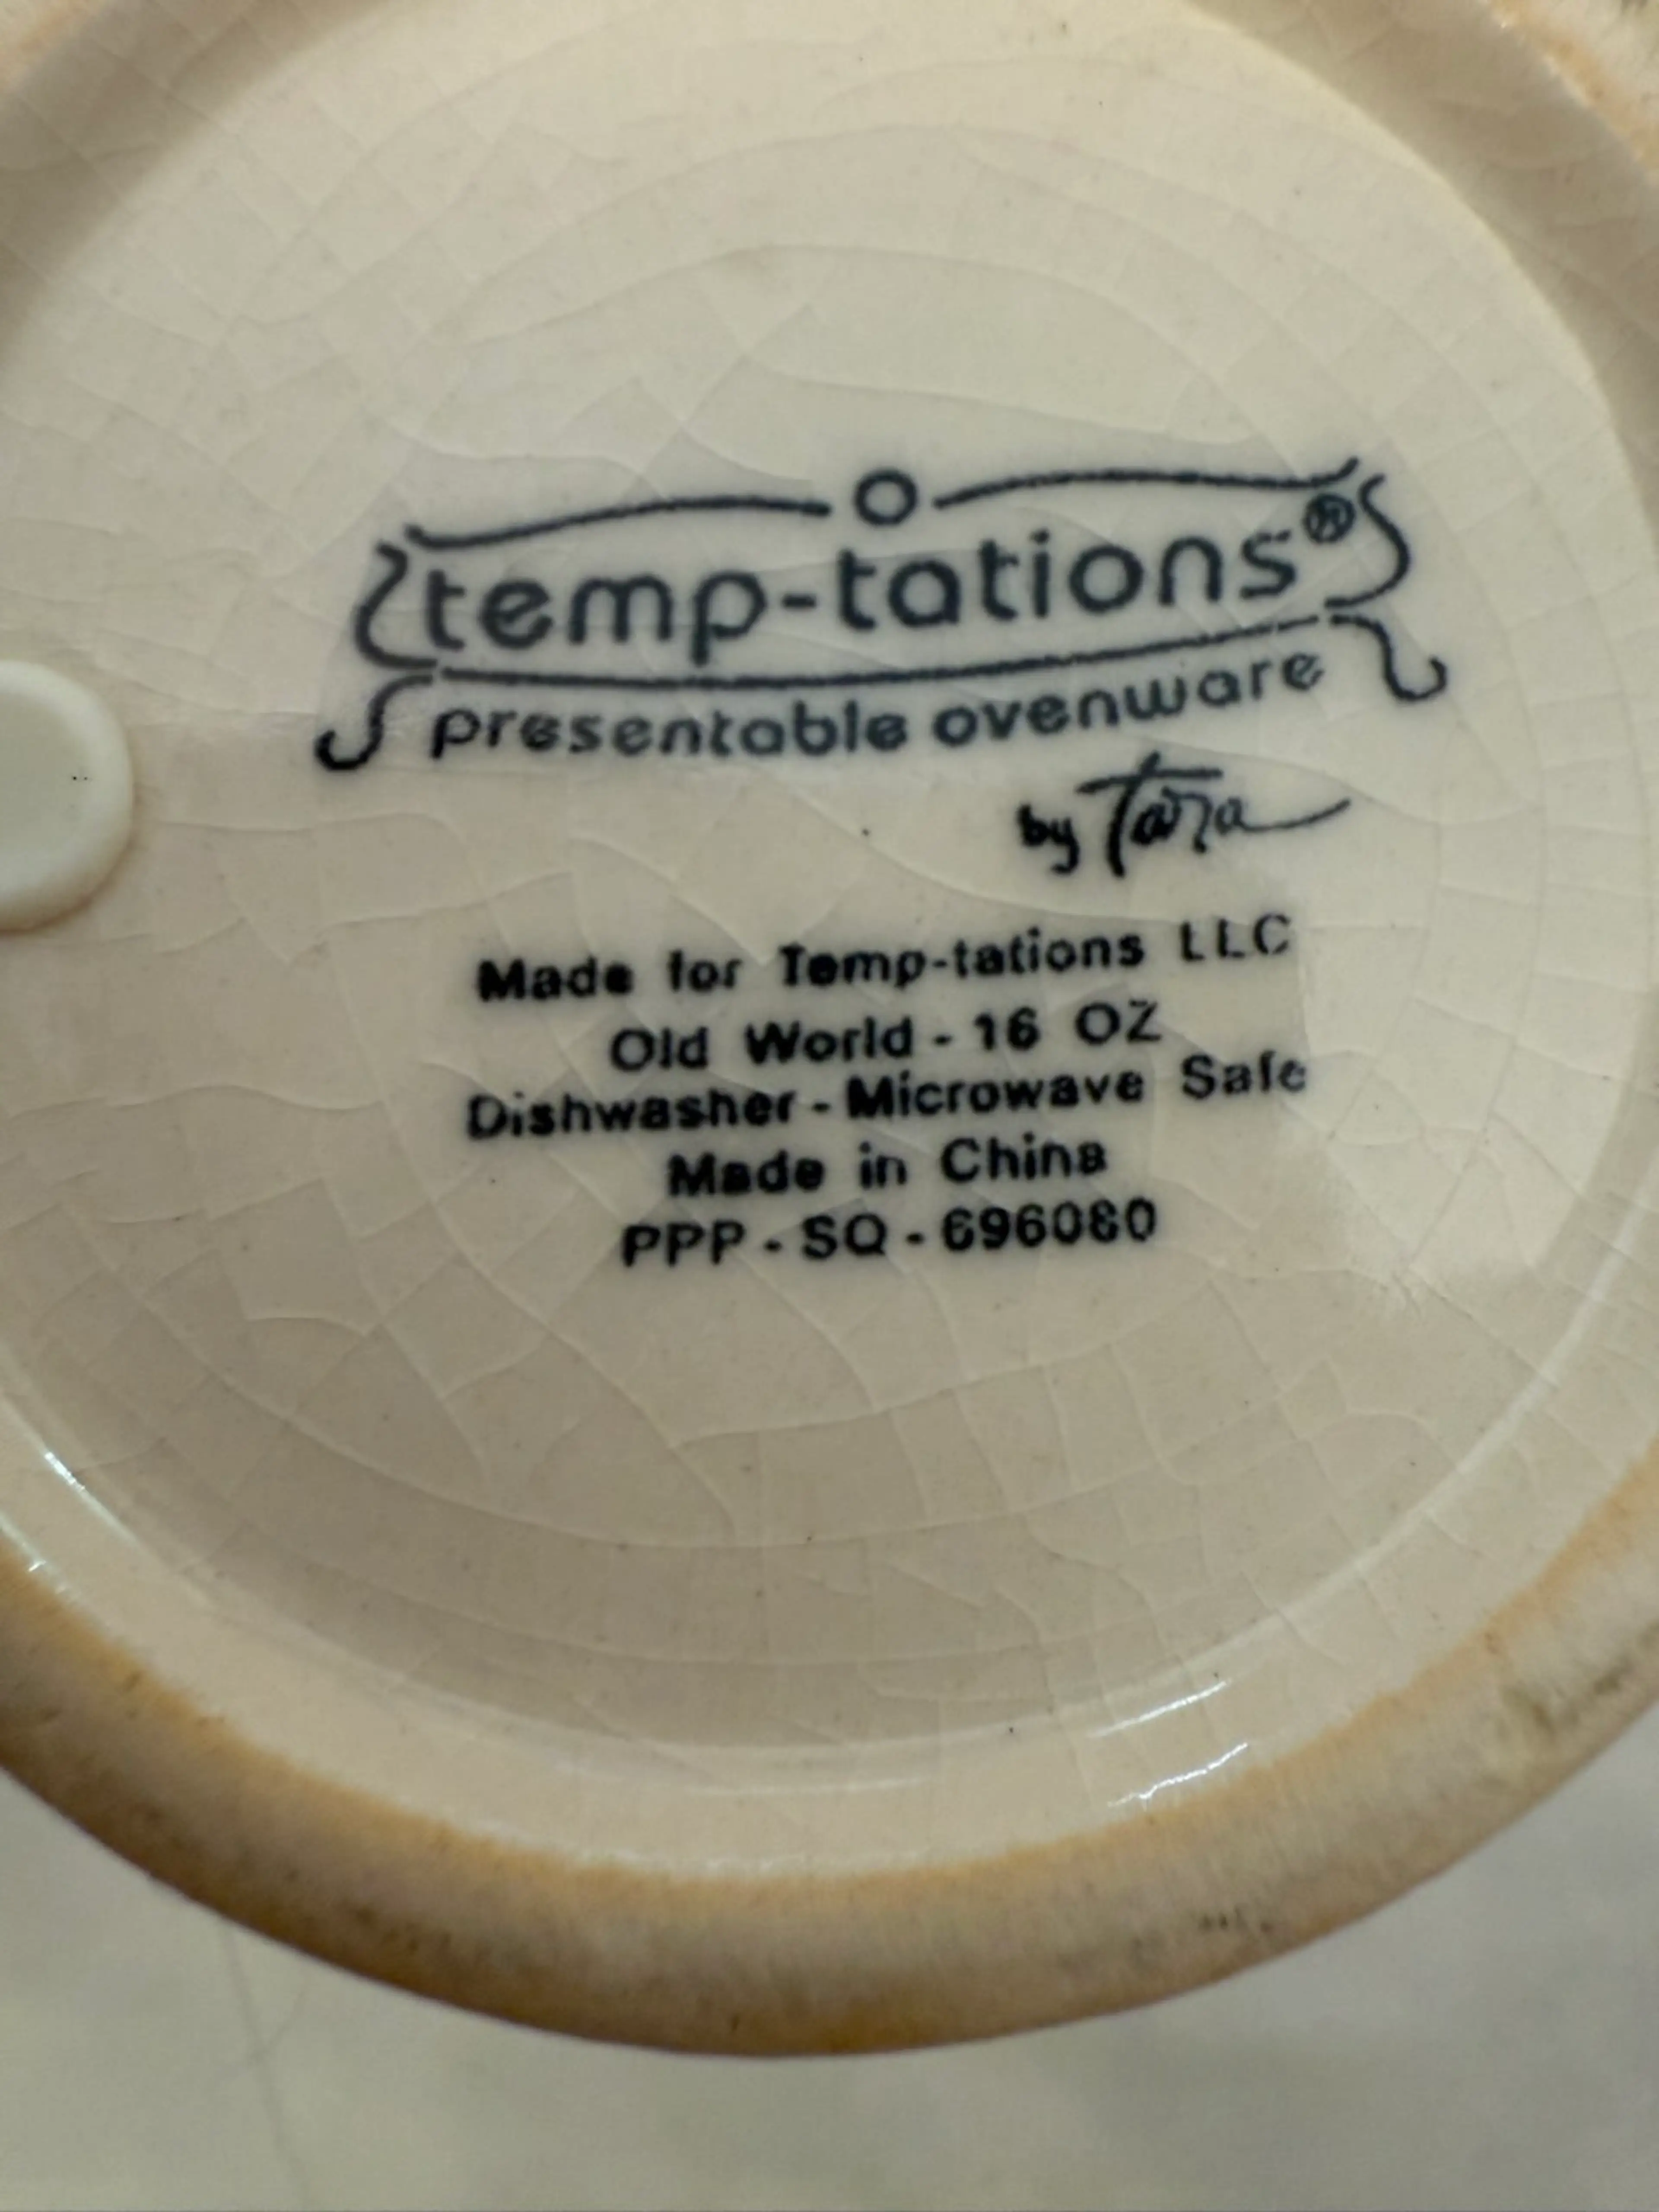 temp-tations®
presentable ovenware
by Tara
Made for Temp-tations LLC
Old World - 16 OZ
Dishwasher - Microwave Safe
Made in China
PPP - SQ - 696080